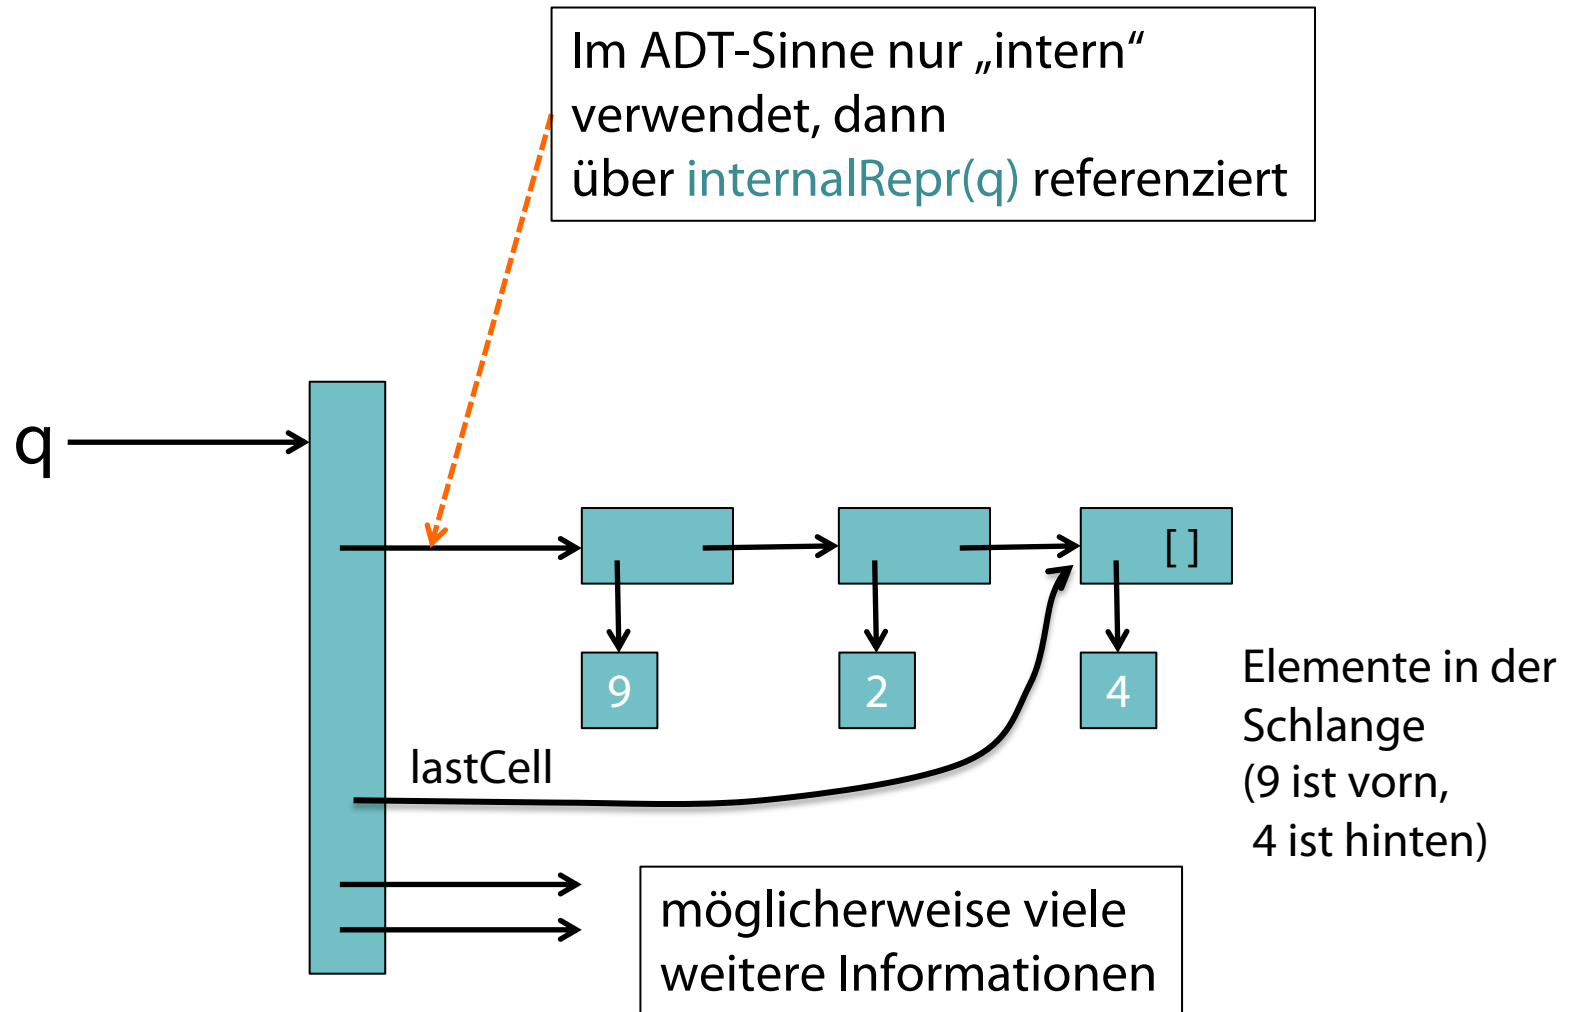 Im ADT-Sinne nur „intern“
verwendet, dann
über internalRepr(q) referenziert
q
[ ]
9
2
4
Elemente in der
Schlange
(9 ist vorn,
4 ist hinten)
lastCell
möglicherweise viele
weitere Informationen